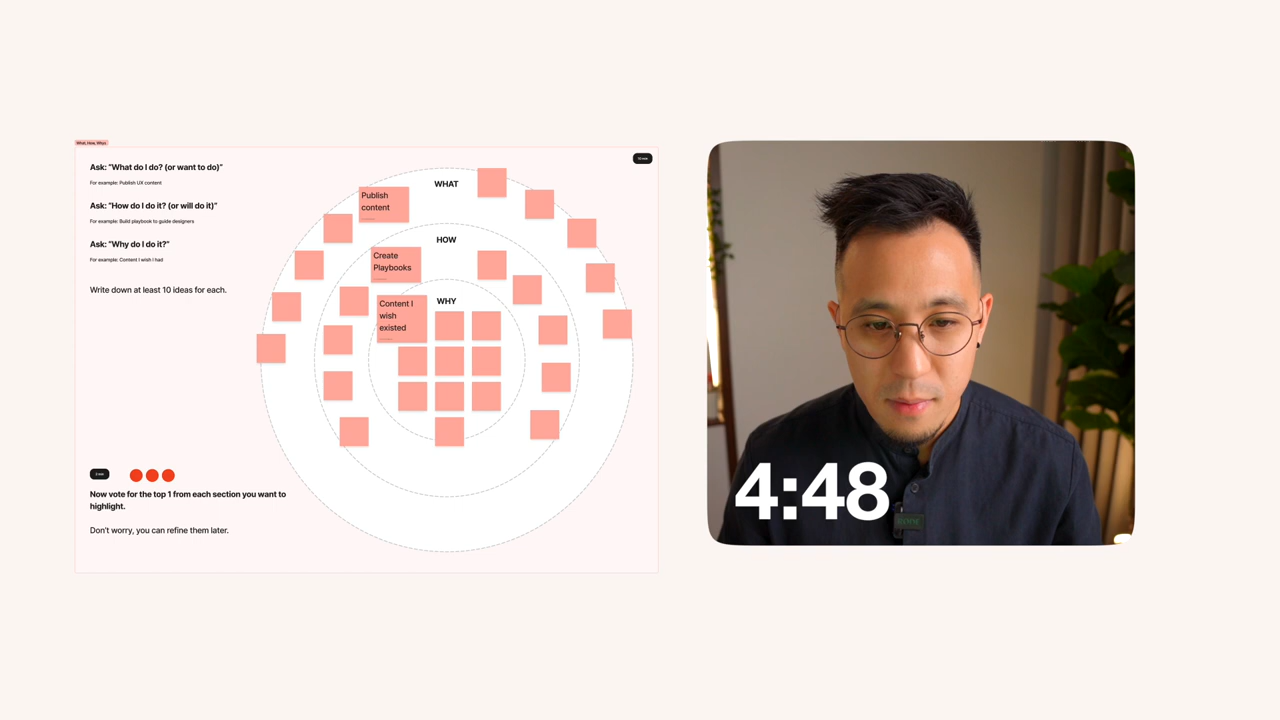 What, How, Whys
10 min
Ask: “What do I do? (or want to do)”
For example: Publish UX content
Ask: “How do I do it? (or will do it)”
For example: Build playbook to guide designers
Ask: “Why do I do it?”
For example: Content I wish I had
Write down at least 10 ideas for each.
Now vote for the top 1 from each section you want to
highlight.
Don’t worry, you can refine them later.
WHAT
Publish
content
HOW
Create
Playbooks
WHY
Content I
wish
existed
4:48